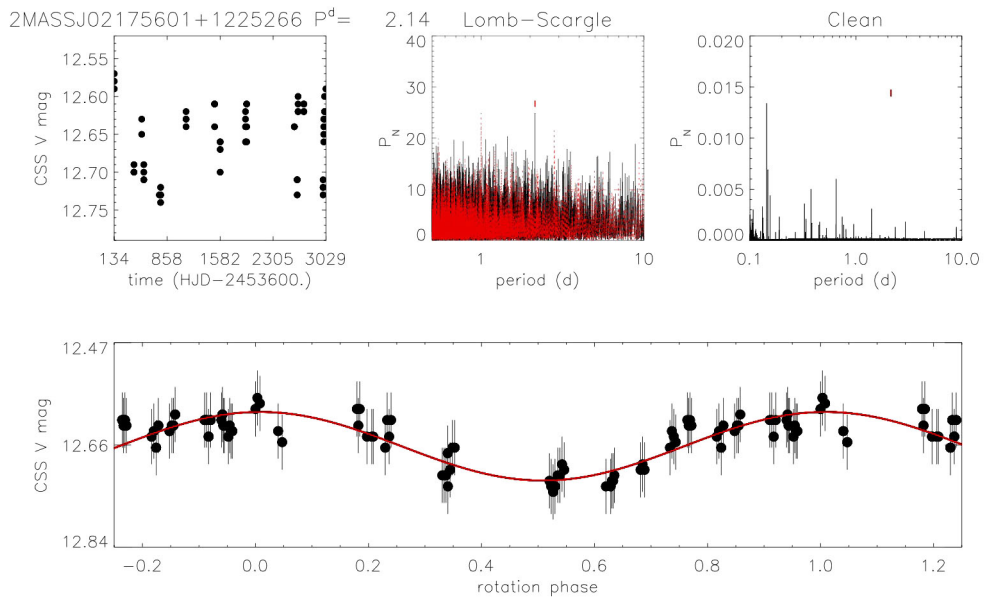 2MASSJ02175601+1225266 P^d= 2.14 Lomb-Scargle Clean
12.55
12.60
12.65
12.70
12.75
CSS V mag
134 858 1582 2305 3029
time (HJD-2453600.)
40
30
20
10
0
P_N
1 10
period (d)
0.020
0.015
0.010
0.005
0.000
P_N
0.1 1.0 10.0
period (d)
12.47
12.66
12.84
CSS V mag
-0.2 0.0 0.2 0.4 0.6 0.8 1.0 1.2
rotation phase